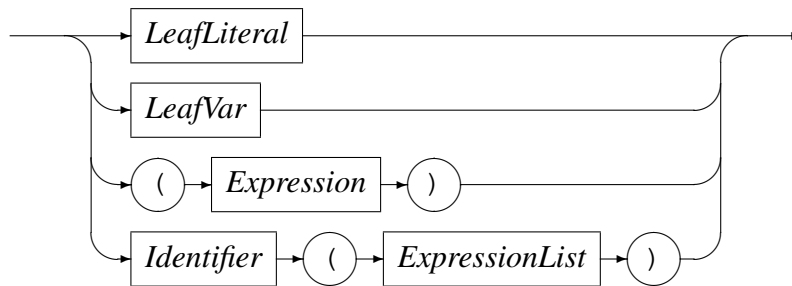 LeafLiteral
LeafVar
( Expression )
Identifier ( ExpressionList )